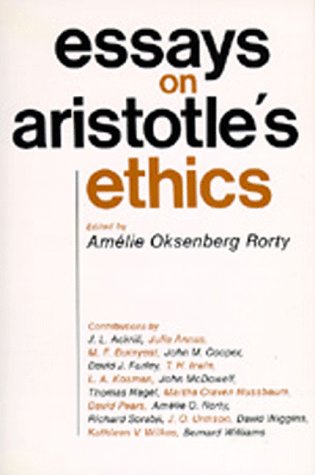 essays
on
aristotle's
ethics
Edited by
Amélie Oksenberg Rorty
Contributions by
J. L. Ackrill, Julia Annas,
M. F. Burnyeat, John M. Cooper,
David J. Furley, T. H. Irwin,
L. A. Kosman, John McDowell,
Thomas Nagel, Martha Craven Nussbaum,
David Pears, Amélie O. Rorty,
Richard Sorabji, J. O. Urmson, David Wiggins,
Kathleen V. Wilkes, Bernard Williams